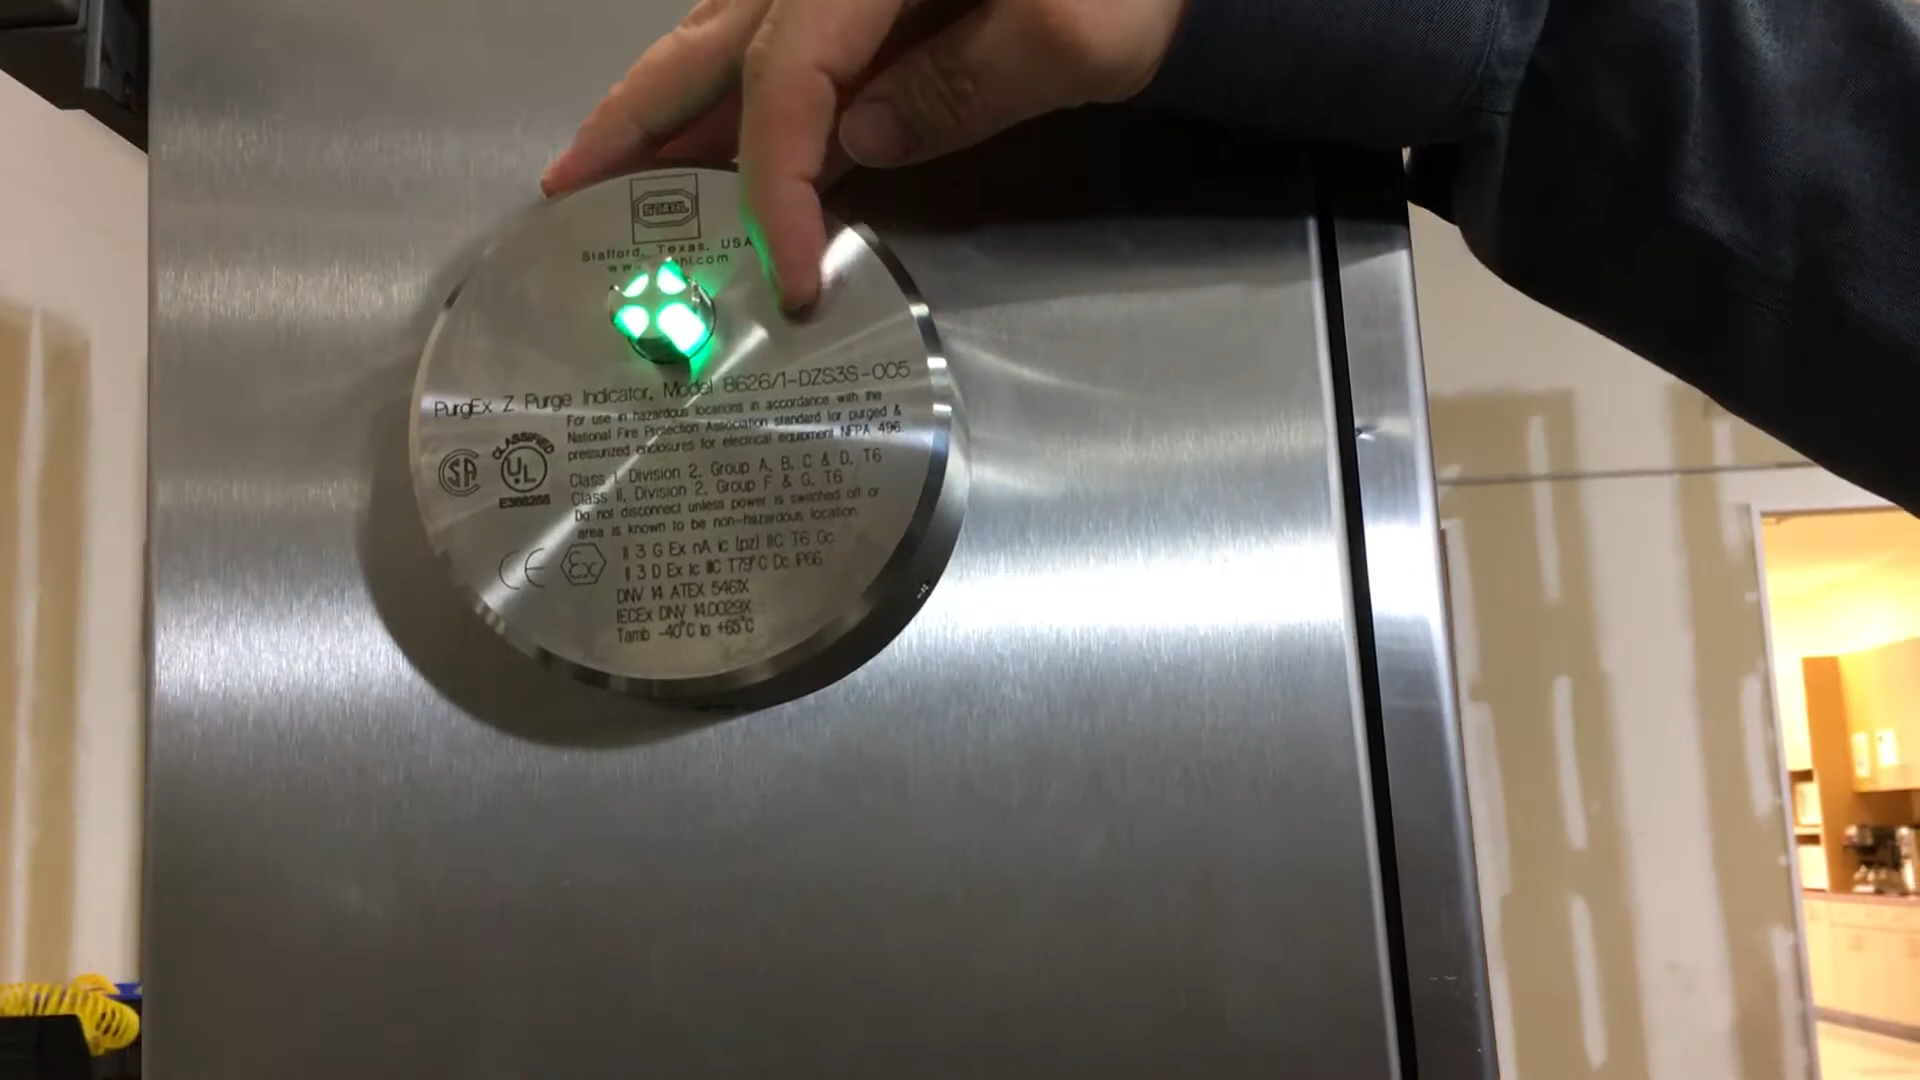 STAHL
Stafford, Texas, USA
PurgEx Z Purge Indicator, Model 8626/1-DZS3S-005
For use in hazardous locations in accordance with the
National Fire Protection Association standard for purged &
pressurized enclosures for electrical equipment NFPA 496.
CLASSIFIED
UL
SA
Class I, Division 2, Group A, B, C & D, T6
Class II, Division 2, Group F & G, T6
Do not disconnect unless power is switched off or
area is known to be non-hazardous location.
CE
Ex
II 3 G Ex nA ic [pz] IIC T6 Gc
II 3 D Ex ic IIIC T79°C Dc IP66
DNV 14 ATEX 5461X
IECEx DNV 14.0029X
Tamb -40°C to +65°C